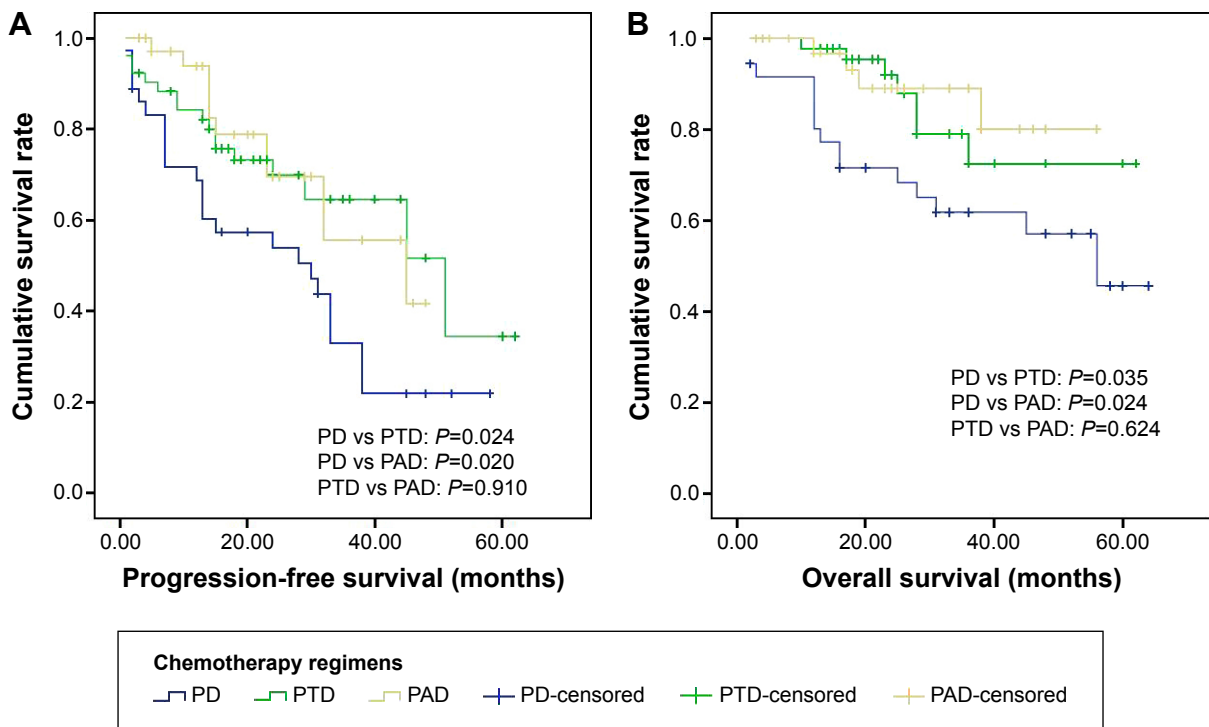 A
Cumulative survival rate
1.0
0.8
0.6
0.4
0.2
0.0
PD vs PTD: P=0.024
PD vs PAD: P=0.020
PTD vs PAD: P=0.910
0.00 20.00 40.00 60.00
Progression-free survival (months)
B
Cumulative survival rate
1.0
0.8
0.6
0.4
0.2
0.0
PD vs PTD: P=0.035
PD vs PAD: P=0.024
PTD vs PAD: P=0.624
0.00 20.00 40.00 60.00
Overall survival (months)
Chemotherapy regimens
PD PTD PAD PD-censored PTD-censored PAD-censored